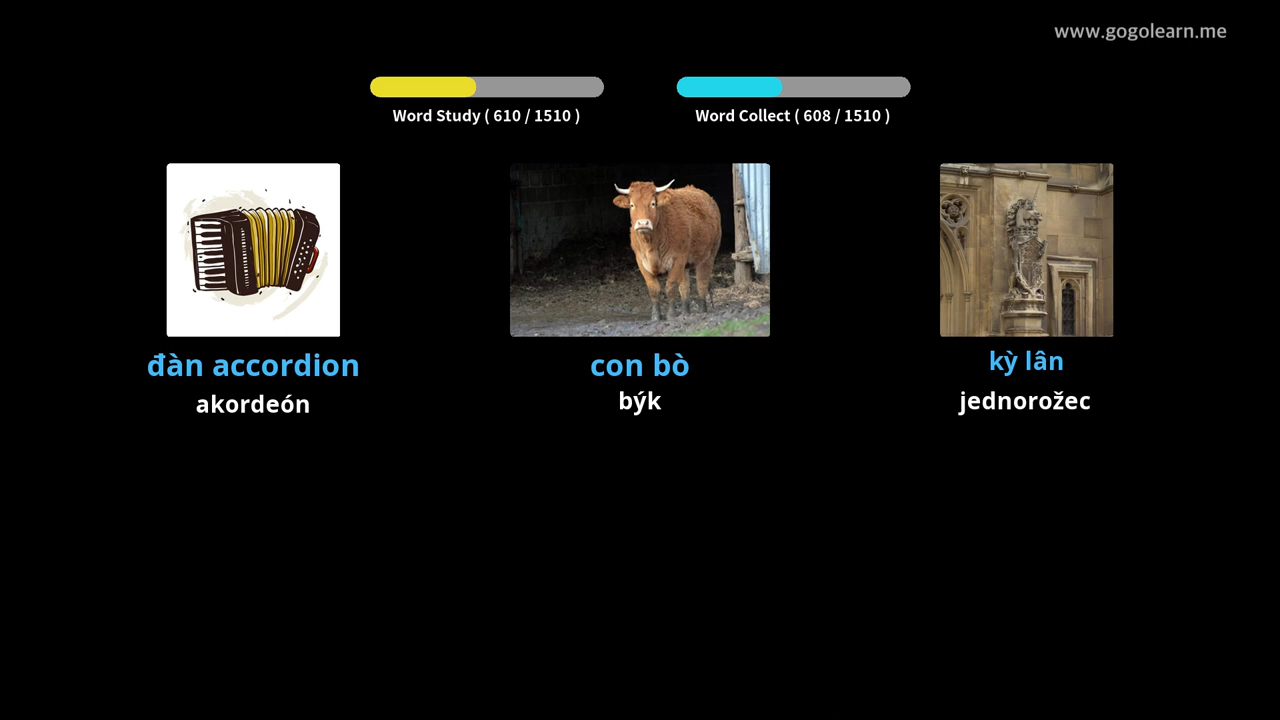 www.gogolearn.me
Word Study ( 610 / 1510 )
Word Collect ( 608 / 1510 )
đàn accordion
akordeón
con bò
býk
kỳ lân
jednorožec